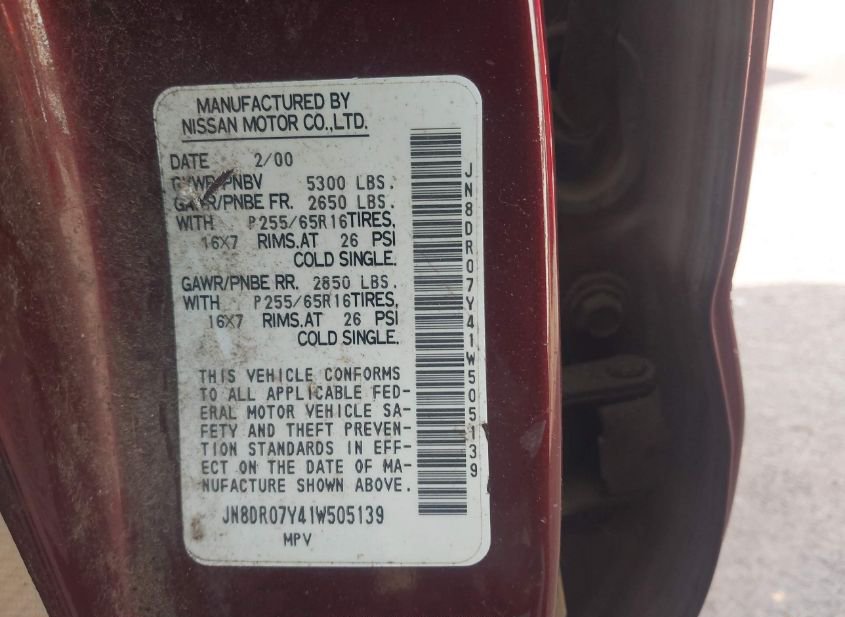 MANUFACTURED BY
NISSAN MOTOR CO.,LTD.
DATE 2/00
GVWR/PNBV 5300 LBS.
GAWR/PNBE FR. 2650 LBS.
WITH P255/65R16TIRES,
16X7 RIMS.AT 26 PSI
COLD SINGLE.
GAWR/PNBE RR. 2850 LBS.
WITH P255/65R16TIRES,
16X7 RIMS.AT 26 PSI
COLD SINGLE.
THIS VEHICLE CONFORMS
TO ALL APPLICABLE FED-
ERAL MOTOR VEHICLE SA-
FETY AND THEFT PREVEN-
TION STANDARDS IN EFF-
ECT ON THE DATE OF MA-
NUFACTURE SHOWN ABOVE.
JN8DR07Y41W505139
MPV
JN8DR07Y41W505139